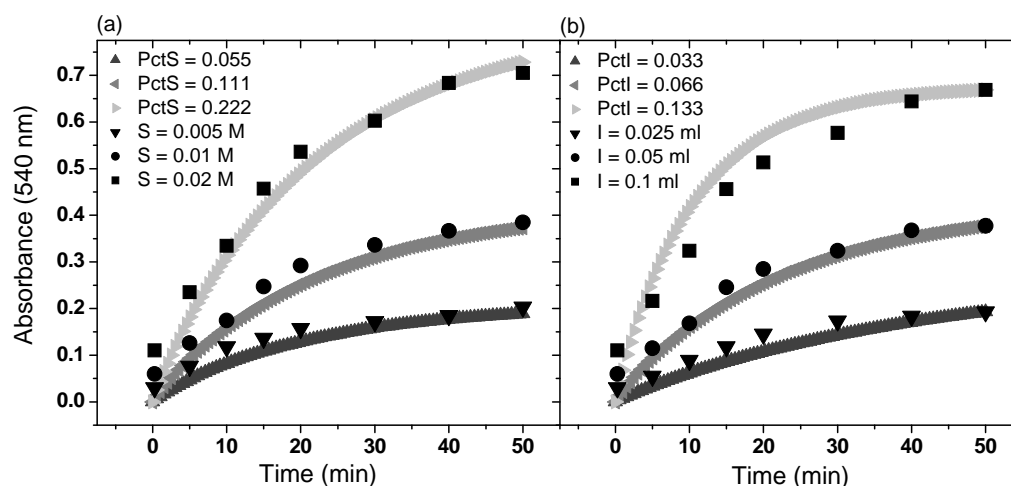 (a)
PctS = 0.055
PctS = 0.111
PctS = 0.222
S = 0.005 M
S = 0.01 M
S = 0.02 M
Absorbance (540 nm)
0.7
0.6
0.5
0.4
0.3
0.2
0.1
0.0
0 10 20 30 40 50
Time (min)
(b)
PctI = 0.033
PctI = 0.066
PctI = 0.133
I = 0.025 ml
I = 0.05 ml
I = 0.1 ml
0 10 20 30 40 50
Time (min)